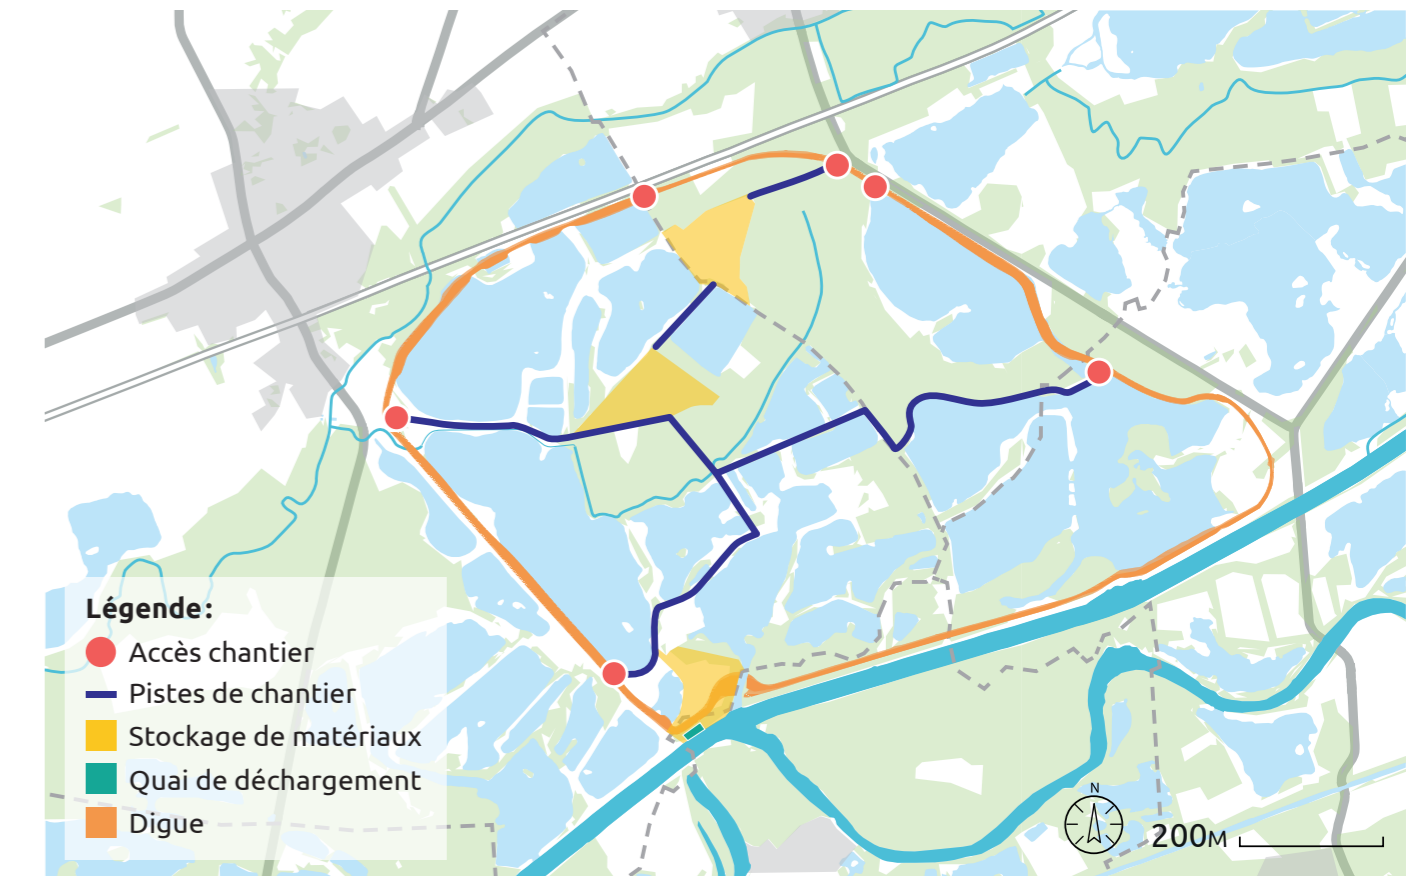 Légende:
Accès chantier
Pistes de chantier
Stockage de matériaux
Quai de déchargement
Digue
N
200M